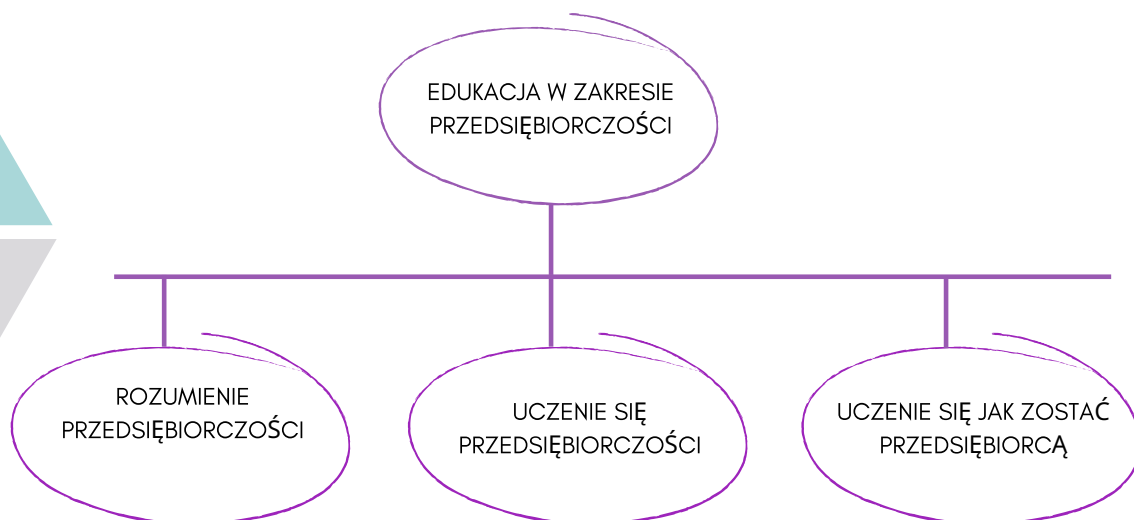 EDUKACJA W ZAKRESIE
PRZEDSIĘBIORCZOŚCI
ROZUMIENIE
PRZEDSIĘBIORCZOŚCI
UCZENIE SIĘ
PRZEDSIĘBIORCZOŚCI
UCZENIE SIĘ JAK ZOSTAĆ
PRZEDSIĘBIORCĄ